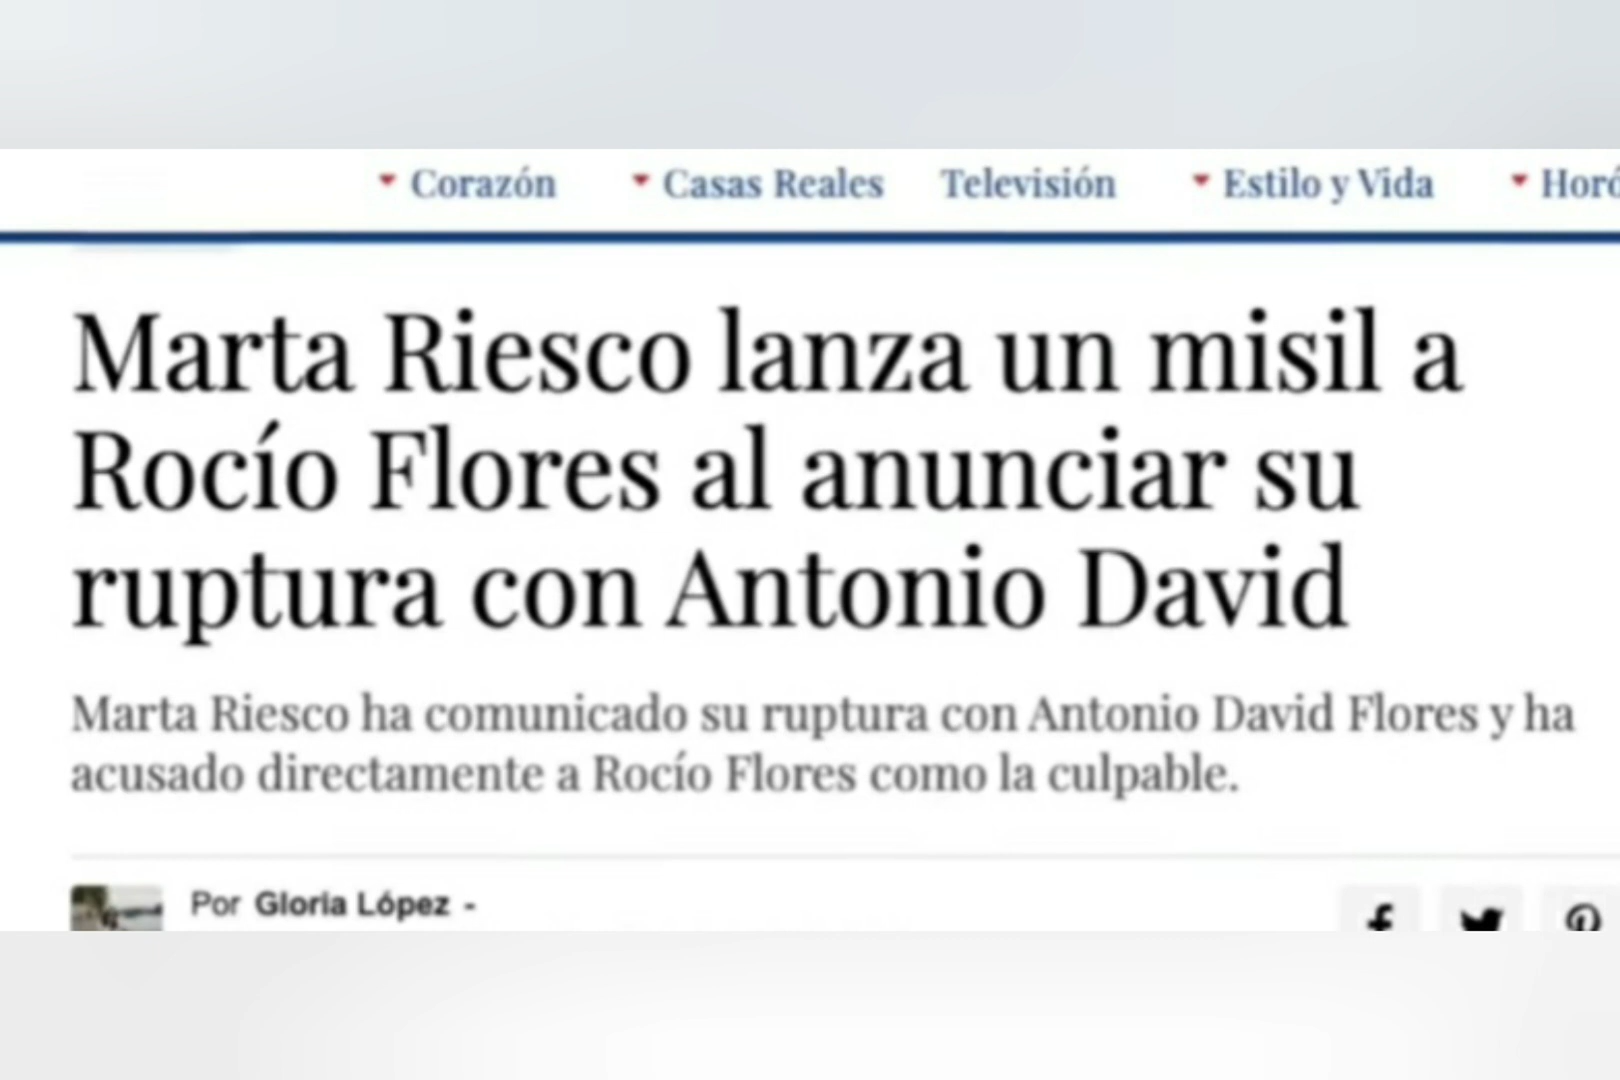 Corazón Casas Reales Televisión Estilo y Vida Horó
Marta Riesco lanza un misil a
Rocío Flores al anunciar su
ruptura con Antonio David
Marta Riesco ha comunicado su ruptura con Antonio David Flores y ha
acusado directamente a Rocío Flores como la culpable.
Por Gloria López -